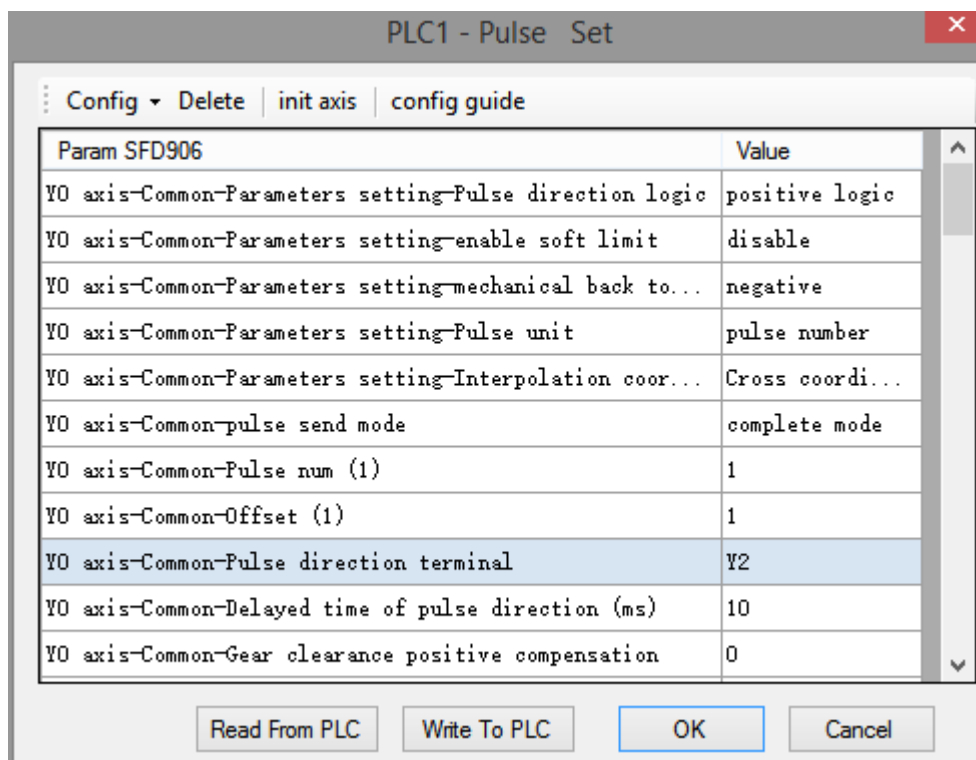 PLC1 - Pulse Set
Config Delete init axis config guide
Param SFD906 Value
Y0 axis-Common-Parameters setting-Pulse direction logic positive logic
Y0 axis-Common-Parameters setting-enable soft limit disable
Y0 axis-Common-Parameters setting-mechanical back to... negative
Y0 axis-Common-Parameters setting-Pulse unit pulse number
Y0 axis-Common-Parameters setting-Interpolation coor... Cross coordi...
Y0 axis-Common-pulse send mode complete mode
Y0 axis-Common-Pulse num (1) 1
Y0 axis-Common-Offset (1) 1
Y0 axis-Common-Pulse direction terminal Y2
Y0 axis-Common-Delayed time of pulse direction (ms) 10
Y0 axis-Common-Gear clearance positive compensation 0
Read From PLC Write To PLC OK Cancel